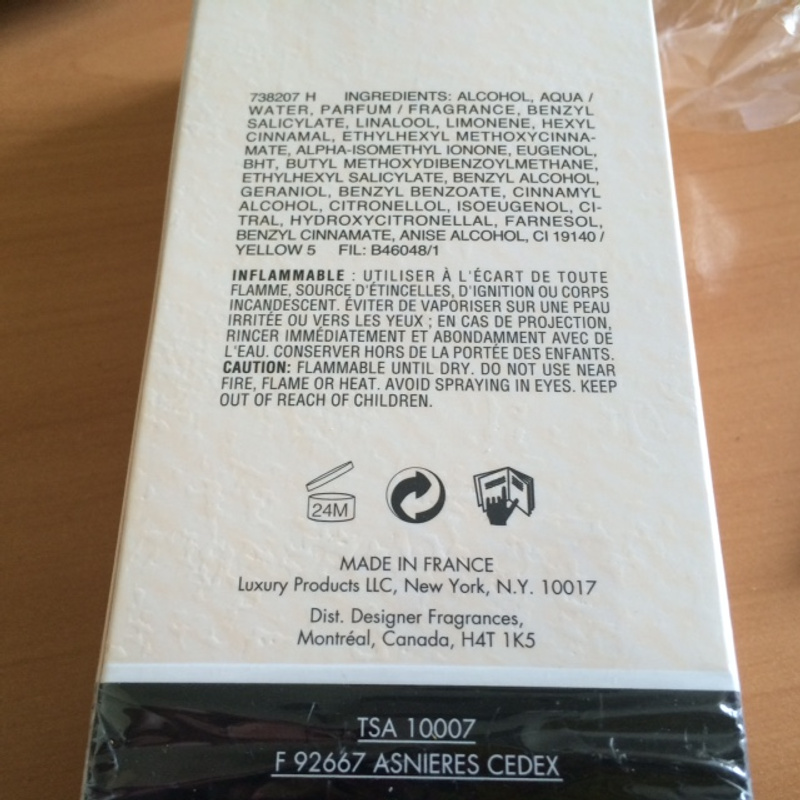 738207 H INGREDIENTS: ALCOHOL, AQUA /
WATER, PARFUM / FRAGRANCE, BENZYL
SALICYLATE, LINALOOL, LIMONENE, HEXYL
CINNAMAL, ETHYLHEXYL METHOXYCINNA-
MATE, ALPHA-ISOMETHYL IONONE, EUGENOL,
BHT, BUTYL METHOXYDIBENZOYLMETHANE,
ETHYLHEXYL SALICYLATE, BENZYL ALCOHOL,
GERANIOL, BENZYL BENZOATE, CINNAMYL
ALCOHOL, CITRONELLOL, ISOEUGENOL, CI-
TRAL, HYDROXYCITRONELLAL, FARNESOL,
BENZYL CINNAMATE, ANISE ALCOHOL, CI 19140 /
YELLOW 5 FIL: B46048/1
INFLAMMABLE : UTILISER À L'ÉCART DE TOUTE
FLAMME, SOURCE D'ÉTINCELLES, D'IGNITION OU CORPS
INCANDESCENT. ÉVITER DE VAPORISER SUR UNE PEAU
IRRITÉE OU VERS LES YEUX ; EN CAS DE PROJECTION,
RINCER IMMÉDIATEMENT ET ABONDAMMENT AVEC DE
L'EAU. CONSERVER HORS DE LA PORTÉE DES ENFANTS.
CAUTION: FLAMMABLE UNTIL DRY. DO NOT USE NEAR
FIRE, FLAME OR HEAT. AVOID SPRAYING IN EYES. KEEP
OUT OF REACH OF CHILDREN.
24M
MADE IN FRANCE
Luxury Products LLC, New York, N.Y. 10017
Dist. Designer Fragrances,
Montréal, Canada, H4T 1K5
TSA 10007
F 92667 ASNIERES CEDEX